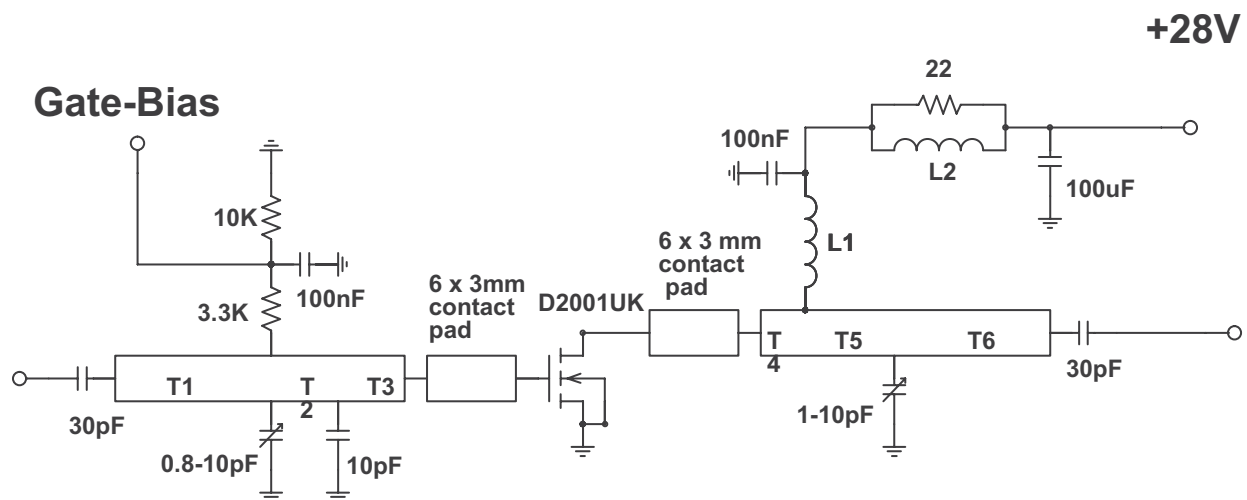 +28V
22
Gate-Bias
100nF
L2
100uF
10K
6 x 3 mm
contact
pad
L1
6 x 3mm
contact
pad
100nF
D2001UK
3.3K
T1
T
2
T3
T
4
T5
T6
30pF
30pF
1-10pF
0.8-10pF
10pF